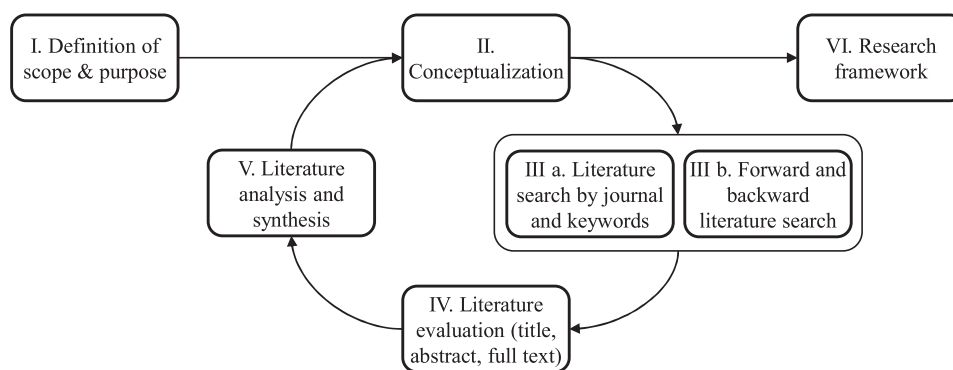 I. Definition of
scope & purpose
II.
Conceptualization
VI. Research
framework
V. Literature
analysis and
synthesis
III a. Literature
search by journal
and keywords
III b. Forward and
backward
literature search
IV. Literature
evaluation (title,
abstract, full text)